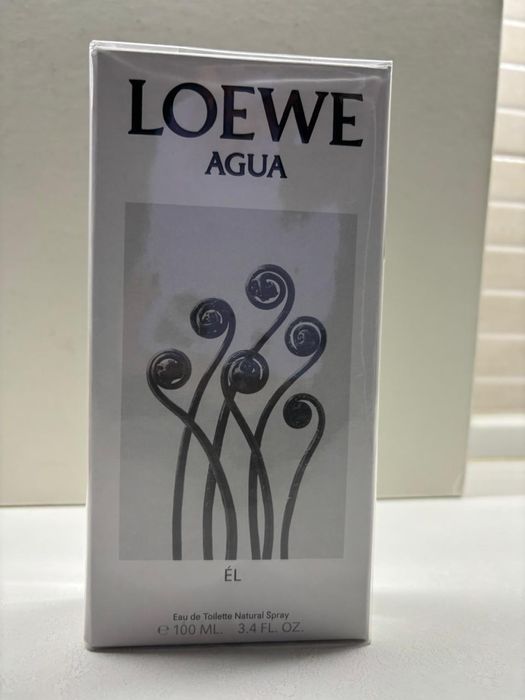 LOEWE
AGUA
ÉL
Eau de Toilette Natural Spray
℮ 100 ML. 3.4 FL. OZ.